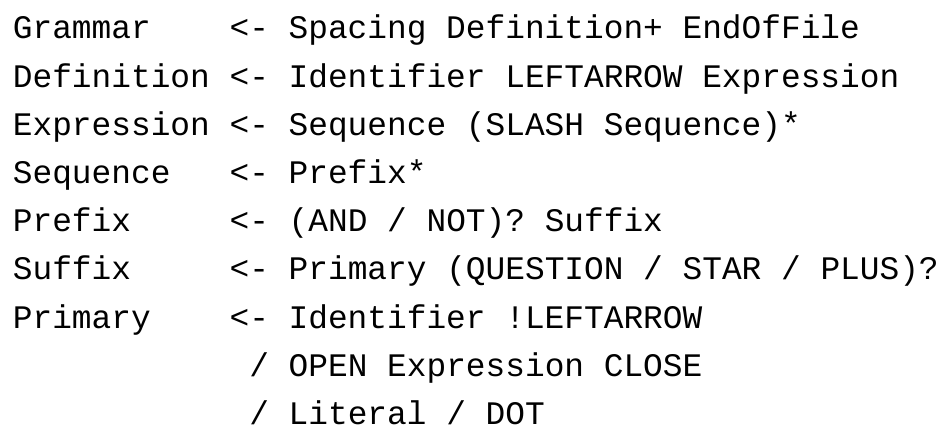 Grammar    <- Spacing Definition+ EndOfFile
Definition <- Identifier LEFTARROW Expression
Expression <- Sequence (SLASH Sequence)*
Sequence   <- Prefix*
Prefix     <- (AND / NOT)? Suffix
Suffix     <- Primary (QUESTION / STAR / PLUS)?
Primary    <- Identifier !LEFTARROW
            / OPEN Expression CLOSE
            / Literal / DOT